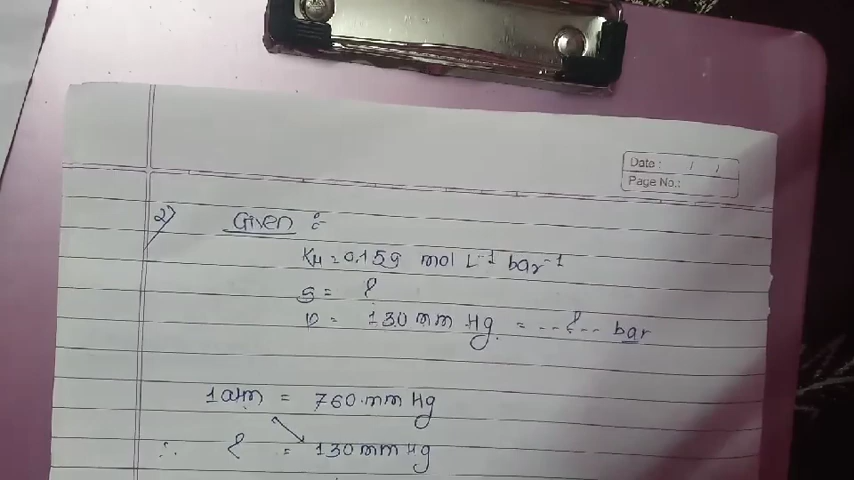 Date : / /
Page No.:
2) Given :-
KH = 0.159 mol L-1 bar-1
S = ?
P = 130 mm Hg = --?-- bar
1 atm = 760 mm Hg
∴ ? = 130 mm Hg